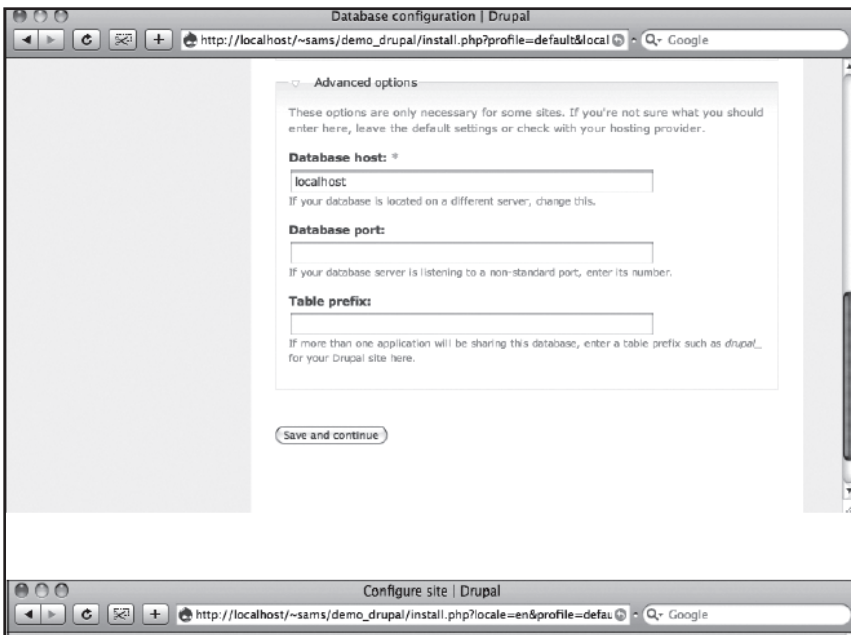 Database configuration | Drupal
http://localhost/~sams/demo_drupal/install.php?profile=default&local
Google
Advanced options
These options are only necessary for some sites. If you're not sure what you should
enter here, leave the default settings or check with your hosting provider.
Database host: *
localhost
If your database is located on a different server, change this.
Database port:
If your database server is listening to a non-standard port, enter its number.
Table prefix:
If more than one application will be sharing this database, enter a table prefix such as drupal_
for your Drupal site here.
Save and continue
Configure site | Drupal
http://localhost/~sams/demo_drupal/install.php?locale=en&profile=defau
Google